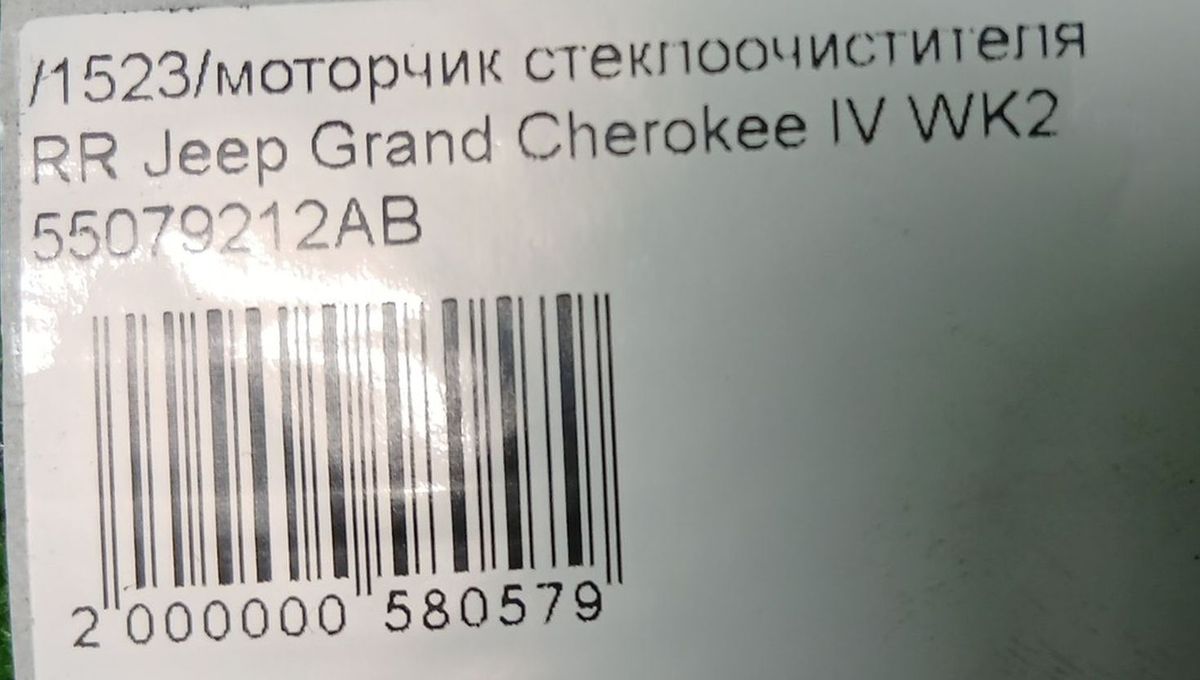 /1523/моторчик стеклоочистителя
RR Jeep Grand Cherokee IV WK2
55079212AB
2 000000 580579